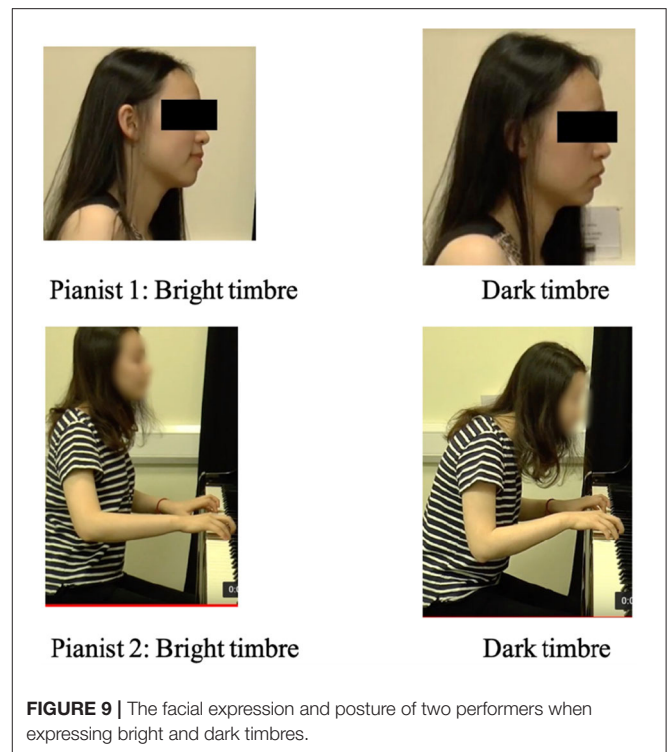 Pianist 1: Bright timbre
Dark timbre
Pianist 2: Bright timbre
Dark timbre
FIGURE 9 | The facial expression and posture of two performers when
expressing bright and dark timbres.